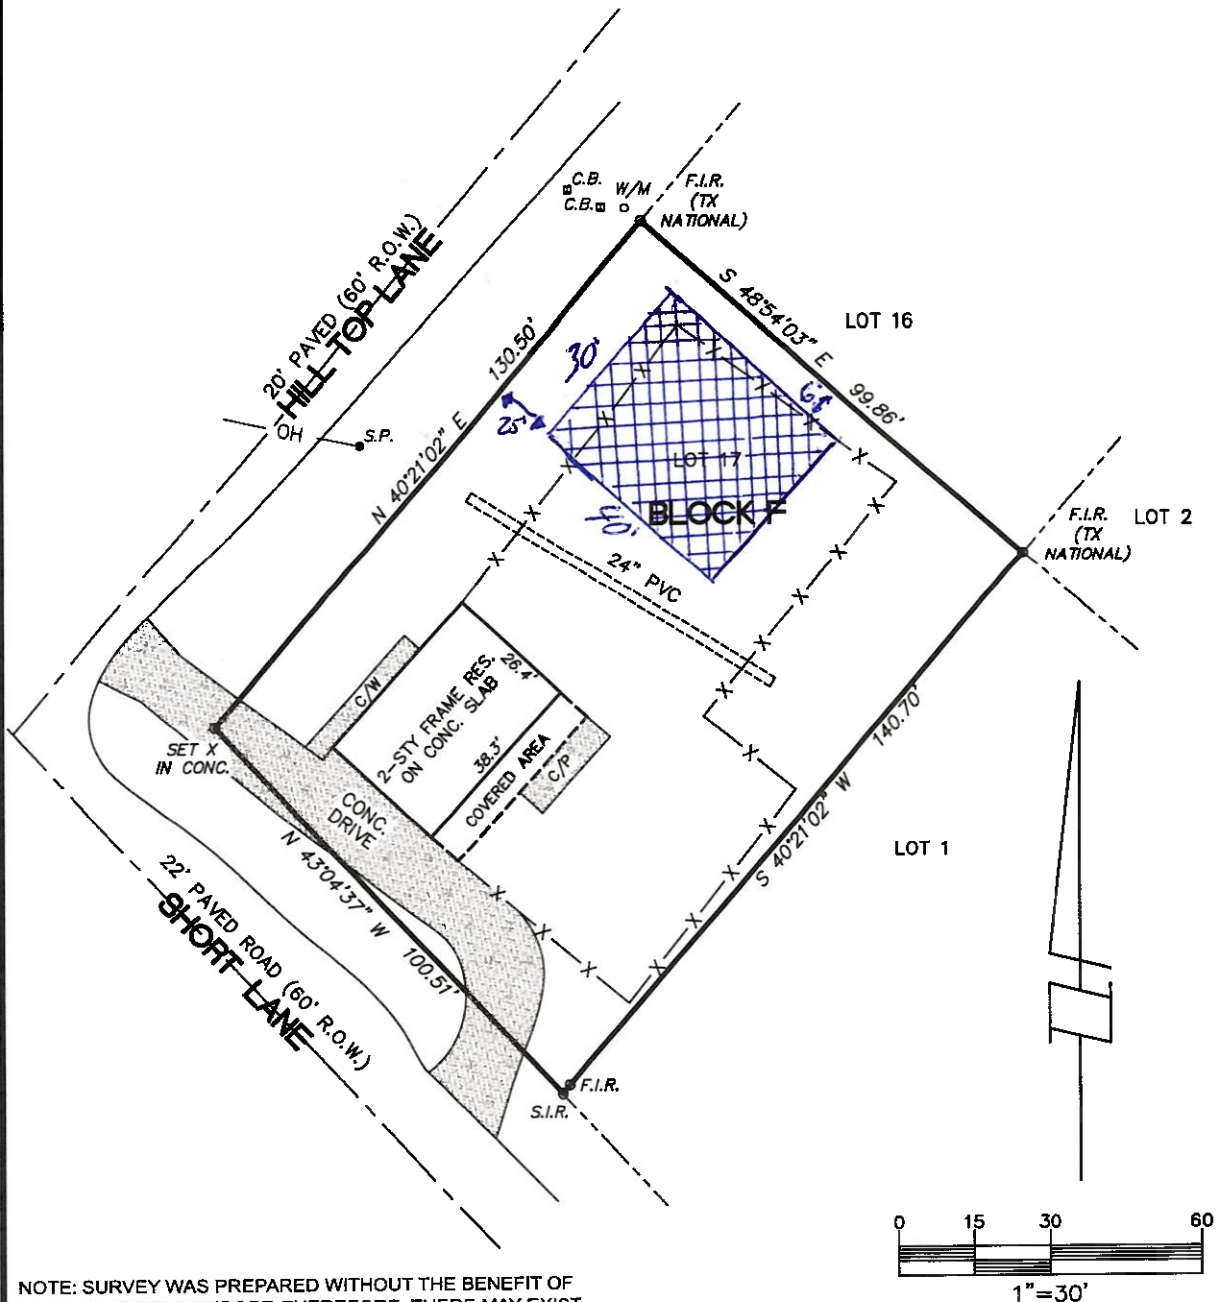 C.B.
C.B.
W/M
F.I.R.
(TX
NATIONAL)
20' PAVED (60' R.O.W.)
HILL TOP LANE
OH
S.P.
N 40°21'02" E
130.50'
S 48°54'03" E
99.86'
LOT 16
30'
25'
40'
LOT 17
BLOCK F
24" PVC
F.I.R.
(TX
NATIONAL)
LOT 2
C/W
2-STY FRAME RES.
ON CONC. SLAB
26.4'
38.3'
COVERED AREA
C/P
SET X
IN CONC.
CONC.
DRIVE
N 43°04'37" W
100.51'
22' PAVED ROAD (60' R.O.W.)
SHORT LANE
S 40°21'02" W
140.70'
LOT 1
F.I.R.
S.I.R.
N
0 15 30 60
1"=30'
NOTE: SURVEY WAS PREPARED WITHOUT THE BENEFIT OF
THEREFORE, THERE MAY EXIST